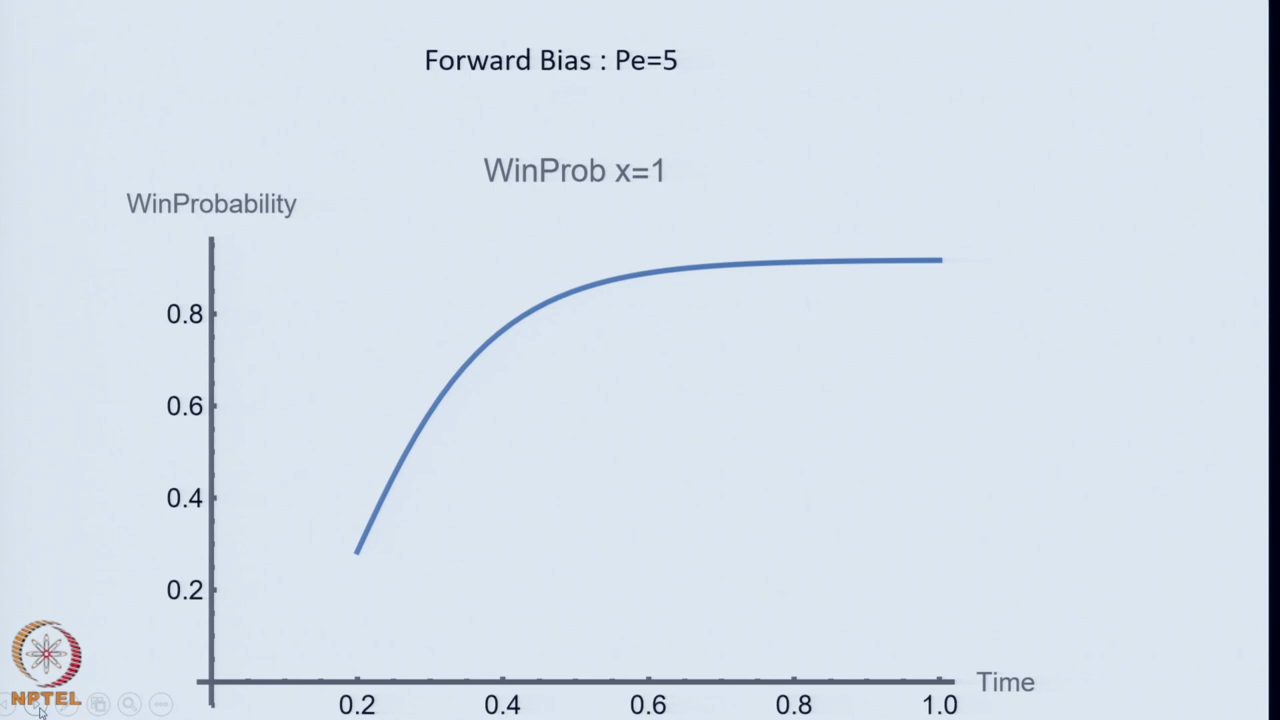 Forward Bias : Pe=5
WinProb x=1
WinProbability
0.8
0.6
0.4
0.2
0.2 0.4 0.6 0.8 1.0
Time
NPTEL